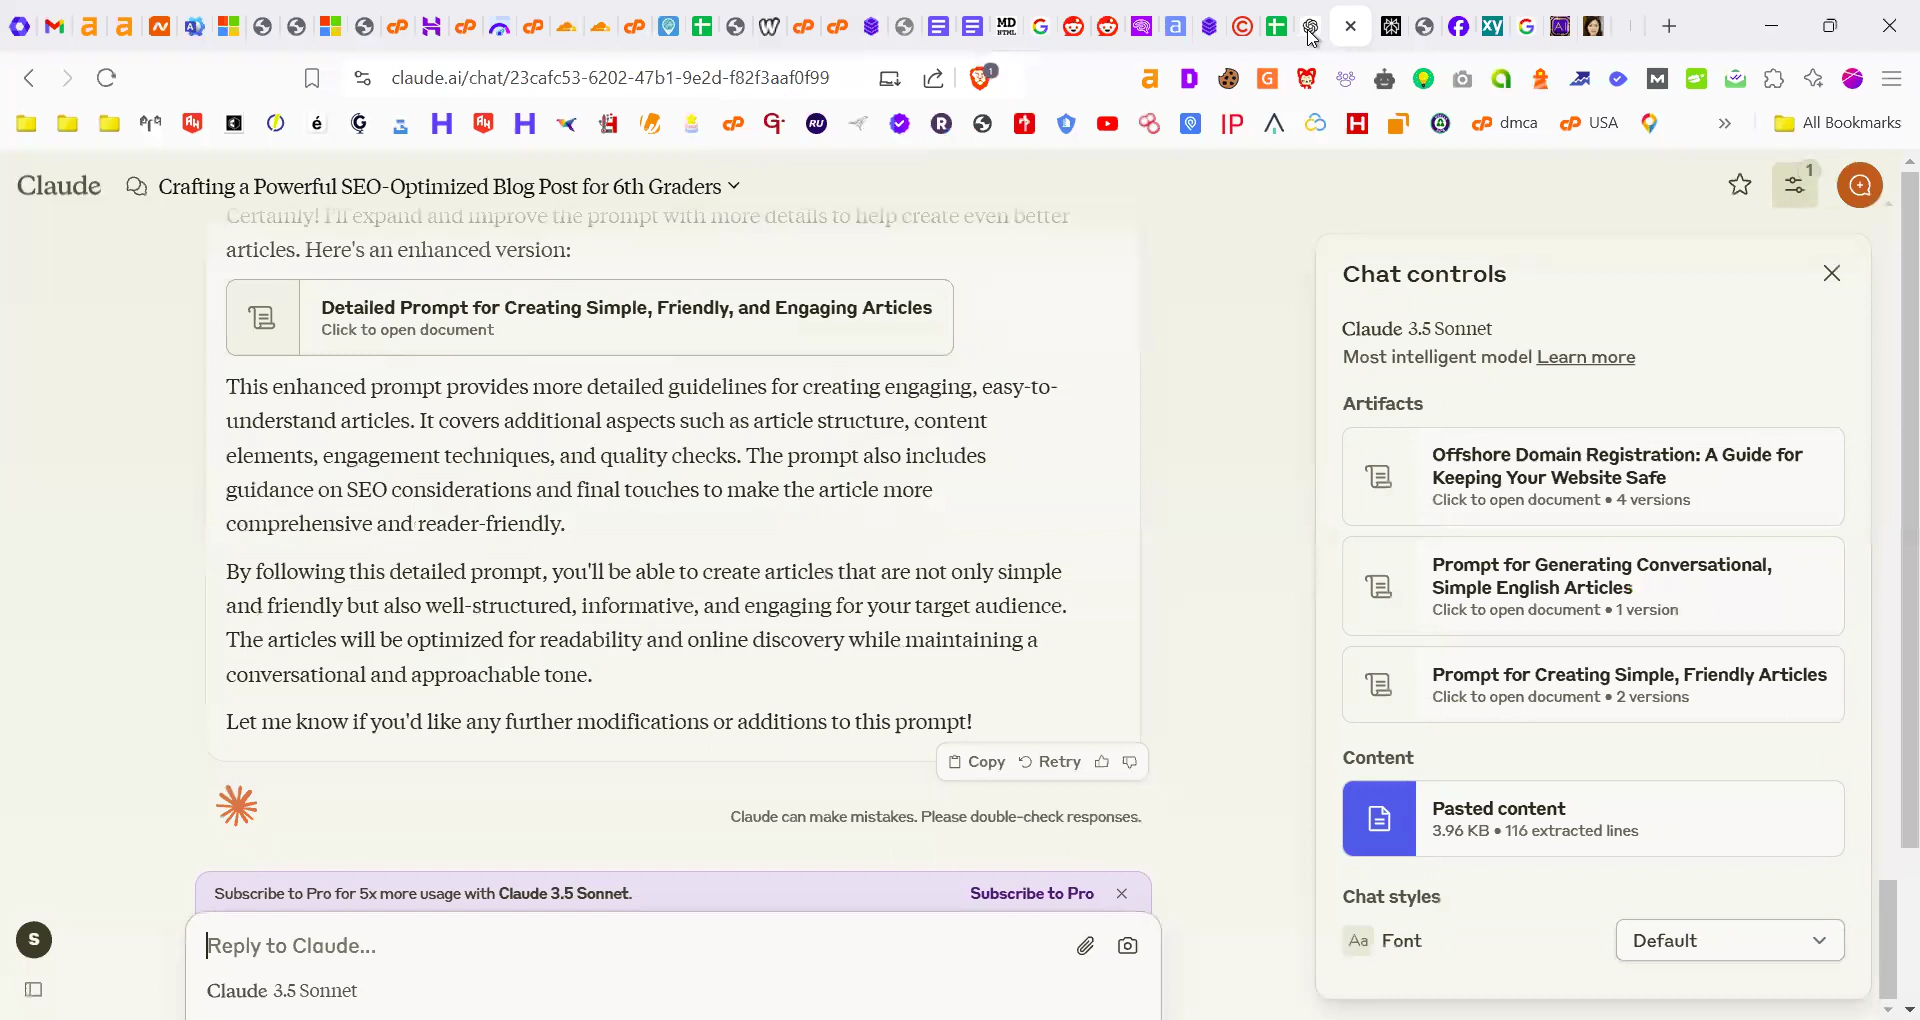 claude.ai/chat/23cafc53-6202-47b1-9e2d-f82f3aaf0f99
1
dmca
USA
All Bookmarks
Claude
Crafting a Powerful SEO-Optimized Blog Post for 6th Graders
1
Certainly! I'll expand and improve the prompt with more details to help create even better
articles. Here's an enhanced version:
Detailed Prompt for Creating Simple, Friendly, and Engaging Articles
Click to open document
This enhanced prompt provides more detailed guidelines for creating engaging, easy-to-
understand articles. It covers additional aspects such as article structure, content
elements, engagement techniques, and quality checks. The prompt also includes
guidance on SEO considerations and final touches to make the article more
comprehensive and reader-friendly.
By following this detailed prompt, you'll be able to create articles that are not only simple
and friendly but also well-structured, informative, and engaging for your target audience.
The articles will be optimized for readability and online discovery while maintaining a
conversational and approachable tone.
Let me know if you'd like any further modifications or additions to this prompt!
Copy
Retry
Claude can make mistakes. Please double-check responses.
Subscribe to Pro for 5x more usage with Claude 3.5 Sonnet.
Subscribe to Pro
Reply to Claude...
Claude 3.5 Sonnet
S
Chat controls
Claude 3.5 Sonnet
Most intelligent model Learn more
Artifacts
Offshore Domain Registration: A Guide for
Keeping Your Website Safe
Click to open document • 4 versions
Prompt for Generating Conversational,
Simple English Articles
Click to open document • 1 version
Prompt for Creating Simple, Friendly Articles
Click to open document • 2 versions
Content
Pasted content
3.96 KB • 116 extracted lines
Chat styles
Aa Font
Default